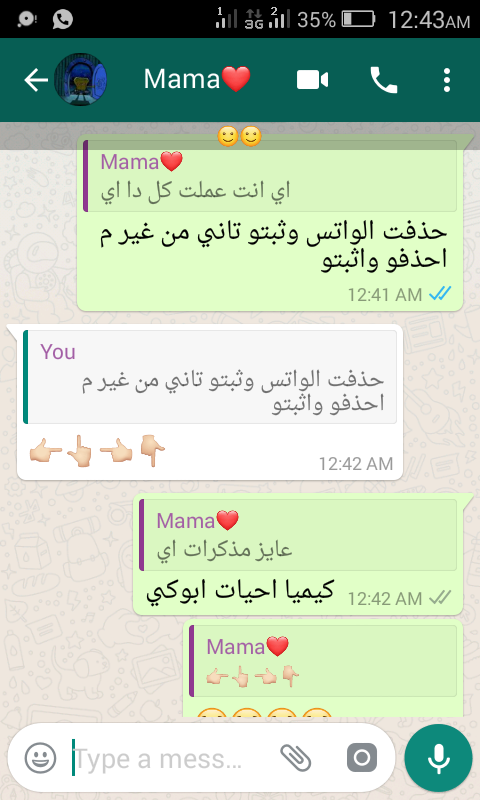 1 3G 2 35% 12:43AM
Mama❤️
🙂🙂
Mama❤️
اي انت عملت كل دا اي
حذفت الواتس وثبتو تاني من غير م
احذفو واثبتو
12:41 AM
You
حذفت الواتس وثبتو تاني من غير م
احذفو واثبتو
👉🏻👆🏻👈🏻👇🏻
12:42 AM
Mama❤️
عايز مذكرات اي
كيميا احيات ابوكي
12:42 AM
Mama❤️
👉🏻👆🏻👈🏻👇🏻
Type a mess...